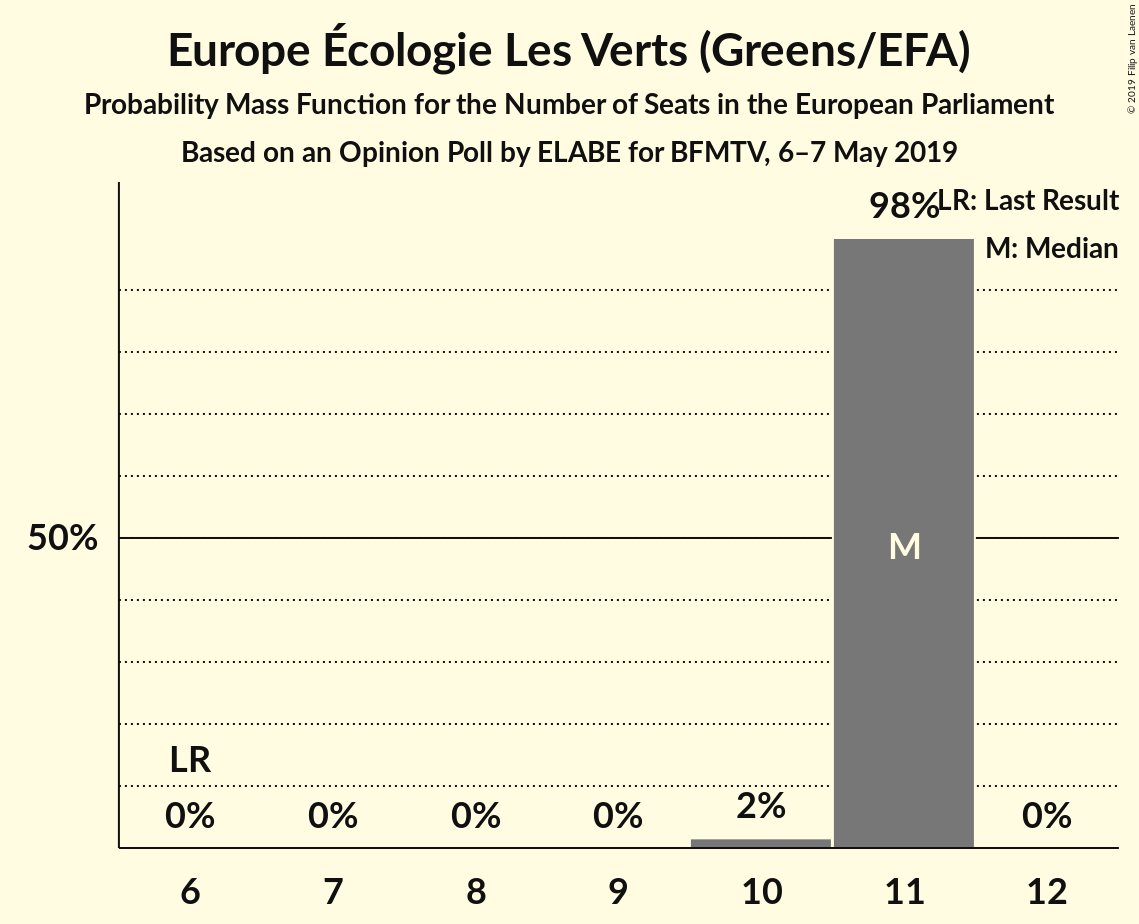 Europe Écologie Les Verts (Greens/EFA)
Probability Mass Function for the Number of Seats in the European Parliament
Based on an Opinion Poll by ELABE for BFMTV, 6–7 May 2019
© 2019 Filip van Laenen
98%
LR: Last Result
M: Median
50%
M
LR
0%
0%
0%
0%
2%
0%
6
7
8
9
10
11
12